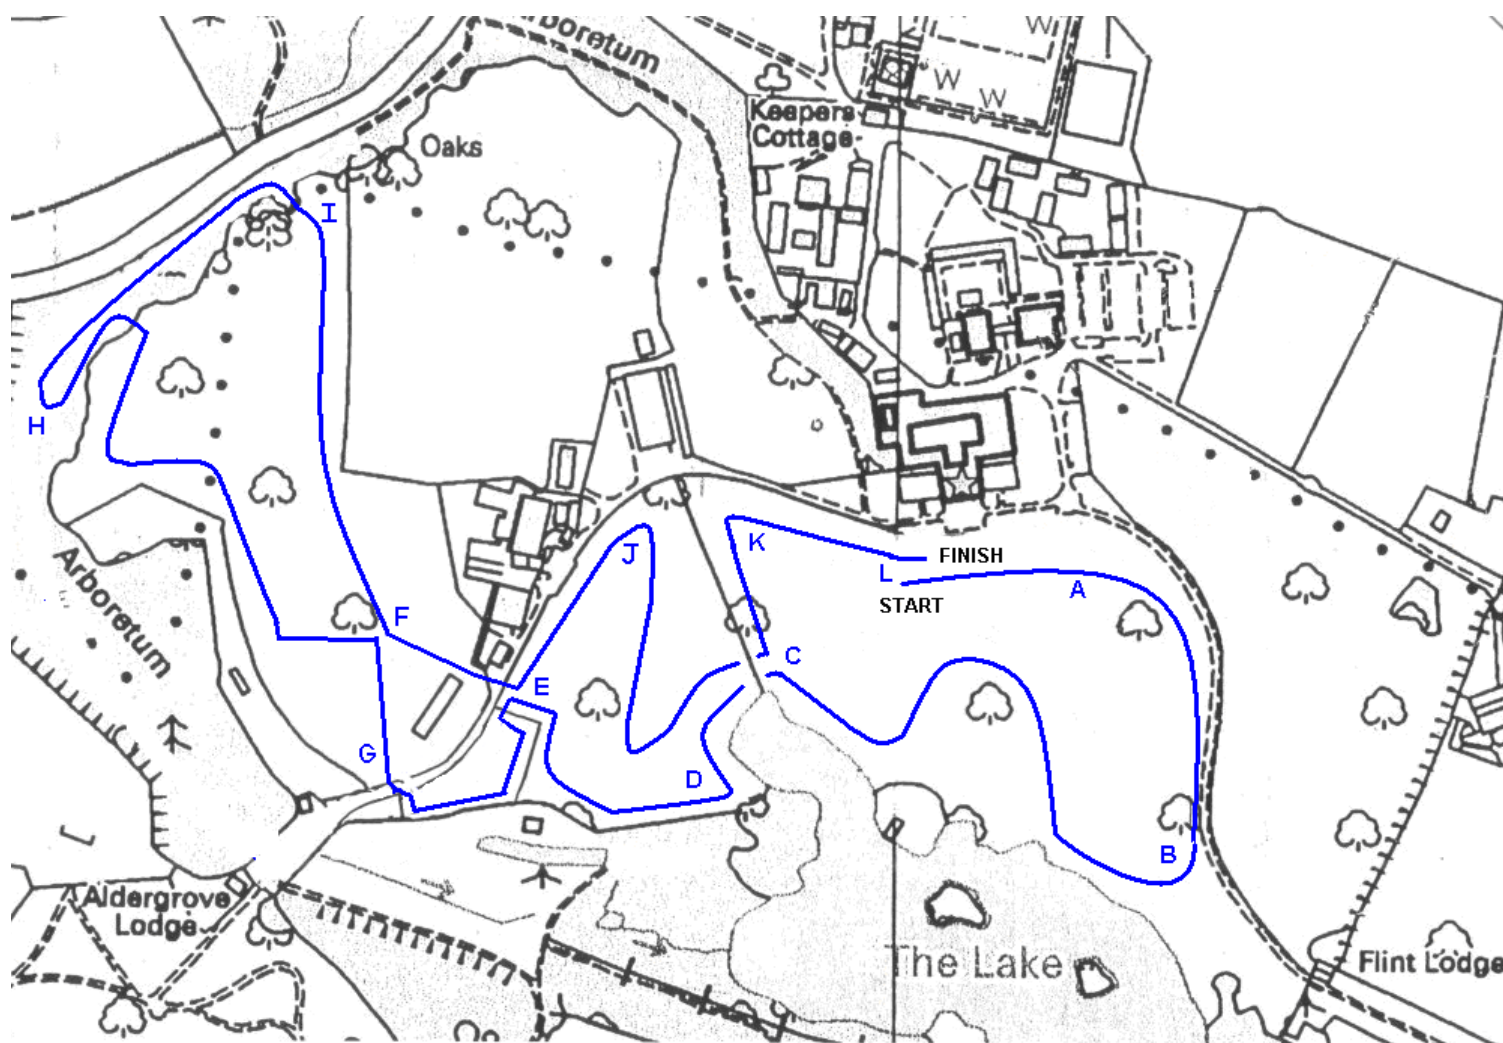 Arboretum
W
W
W
Keepers
Cottage
Oaks
I
H
K
FINISH
L
A
START
J
Arboretum
F
C
E
G
D
B
Aldergrove
Lodge
The Lake
Flint Lodge